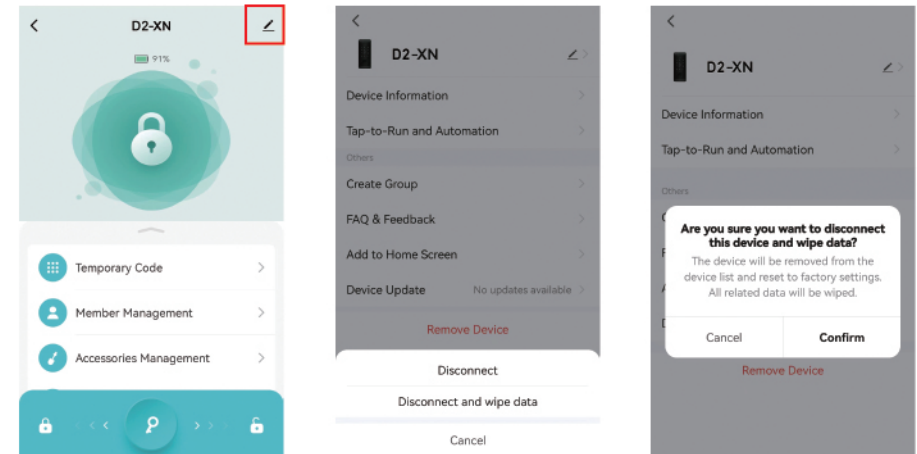 D2-XN
91%
Temporary Code
Member Management
Accessories Management
D2-XN
Device Information
Tap-to-Run and Automation
Others
Create Group
FAQ & Feedback
Add to Home Screen
Device Update No updates available
Remove Device
Disconnect
Disconnect and wipe data
Cancel
D2-XN
Device Information
Tap-to-Run and Automation
Others
Are you sure you want to disconnect
this device and wipe data?
The device will be removed from the
device list and reset to factory settings.
All related data will be wiped.
Cancel Confirm
Remove Device